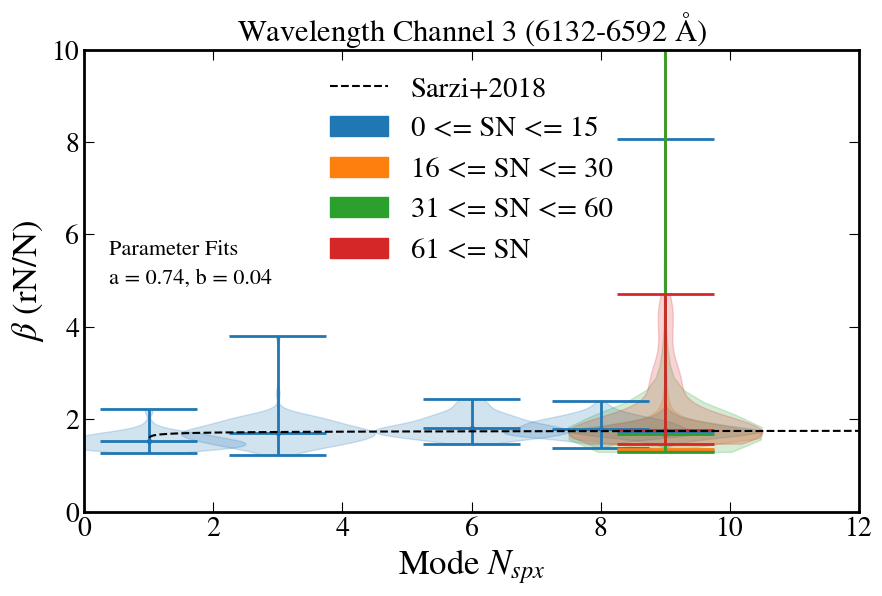 Wavelength Channel 3 (6132-6592 Å)
10
8
6
4
2
0
β (rN/N)
Sarzi+2018
0 <= SN <= 15
16 <= SN <= 30
31 <= SN <= 60
61 <= SN
Parameter Fits
a = 0.74, b = 0.04
0 2 4 6 8 10 12
Mode N_{spx}